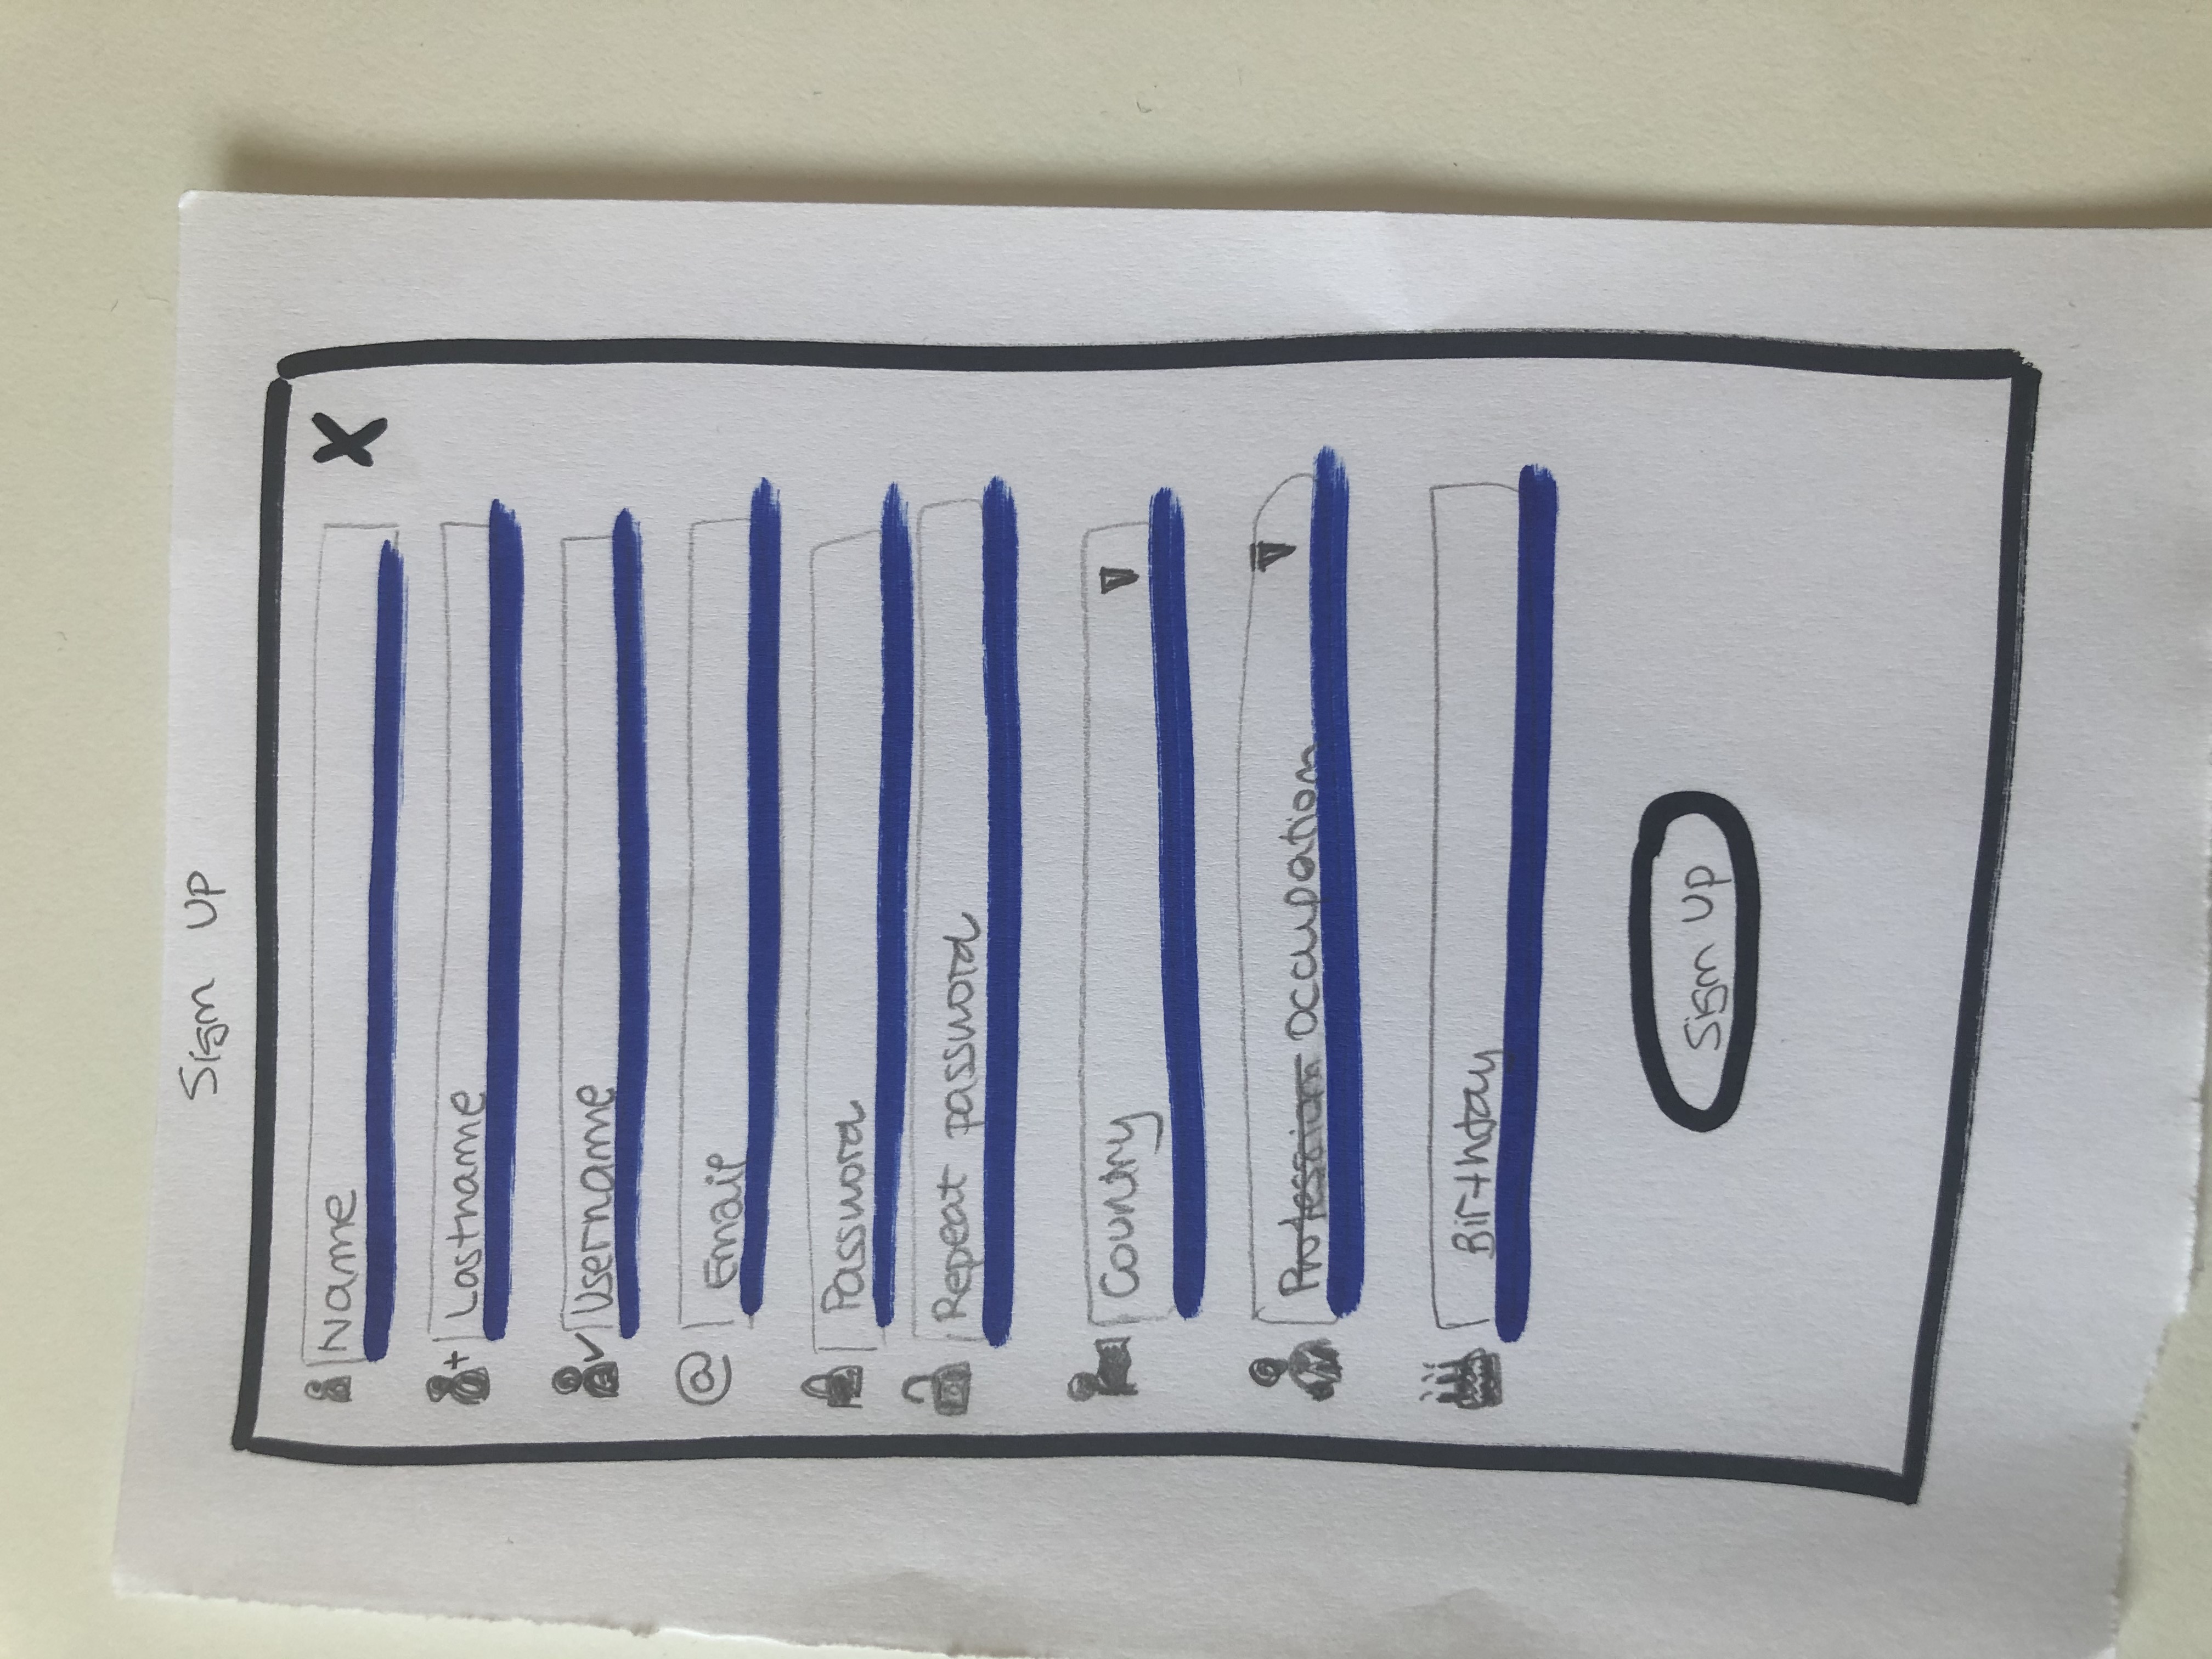 Sign Up
Name
X
Lastname
Username
@ Email
Password
Repeat password
Country
Profession Occupation
Birthday
Sign Up